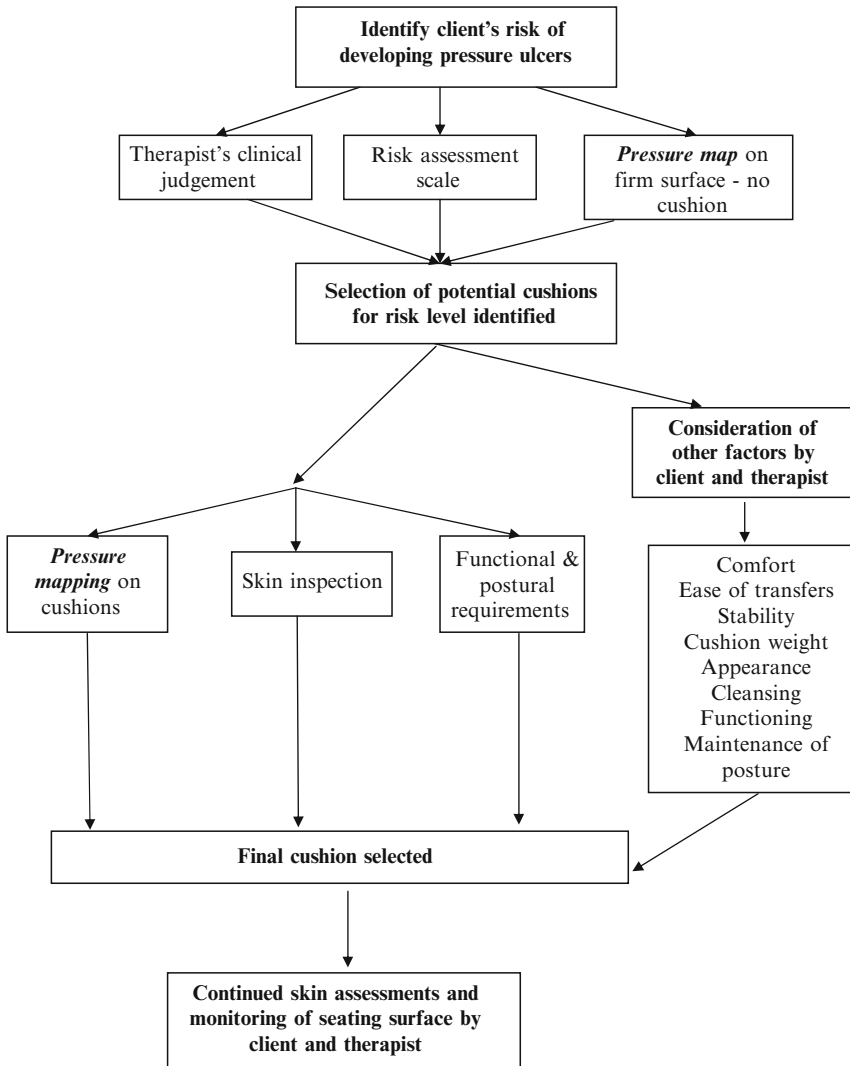 Identify client's risk of
developing pressure ulcers
Therapist's clinical
judgement
Risk assessment
scale
Pressure map on
firm surface - no
cushion
Selection of potential cushions
for risk level identified
Consideration of
other factors by
client and therapist
Pressure
mapping on
cushions
Skin inspection
Functional &
postural
requirements
Comfort
Ease of transfers
Stability
Cushion weight
Appearance
Cleansing
Functioning
Maintenance of
posture
Final cushion selected
Continued skin assessments and
monitoring of seating surface by
client and therapist